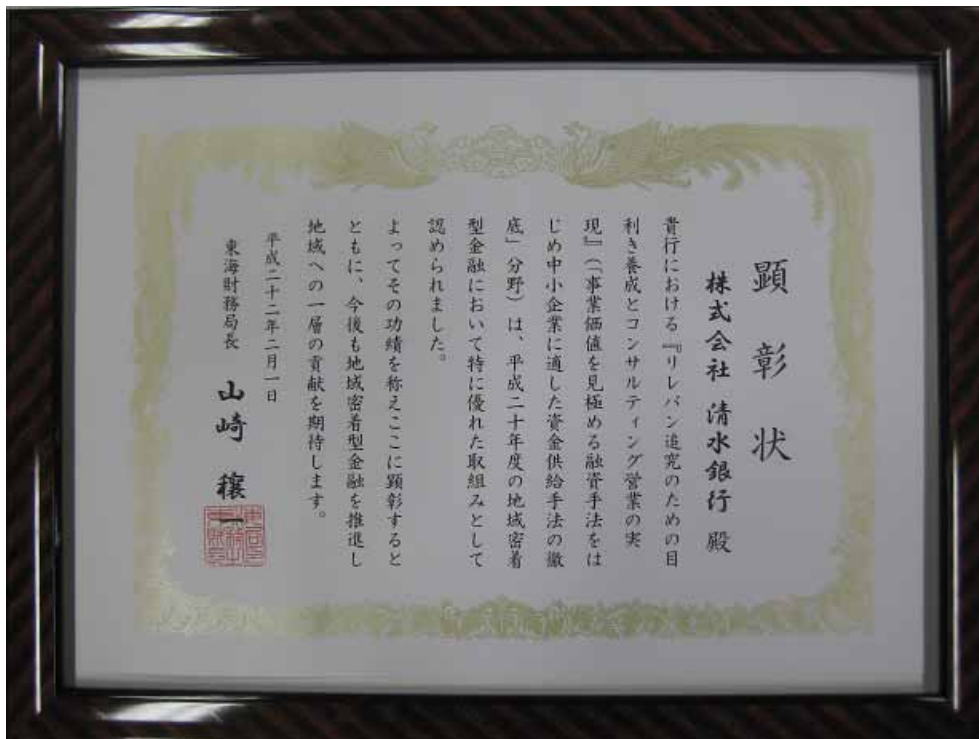 顕彰状
株式会社 清水銀行 殿
貴行における『リレバン追究のための目
利き養成とコンサルティング営業の実
現』(「事業価値を見極める融資手法をは
じめ中小企業に適した資金供給手法の徹
底」分野)は、平成二十年度の地域密着
型金融において特に優れた取組みとして
認められました。
よってその功績を称えここに顕彰すると
ともに、今後も地域密着型金融を推進し
地域への一層の貢献を期待します。
平成二十二年二月一日
東海財務局長 山崎 穰一